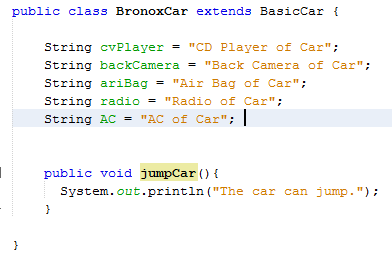 public class BronoxCar extends BasicCar {
String cvPlayer = "CD Player of Car";
String backCamera = "Back Camera of Car";
String ariBag = "Air Bag of Car";
String radio = "Radio of Car";
String AC = "AC of Car";
public void jumpCar(){
System.out.println("The car can jump.");
}
}